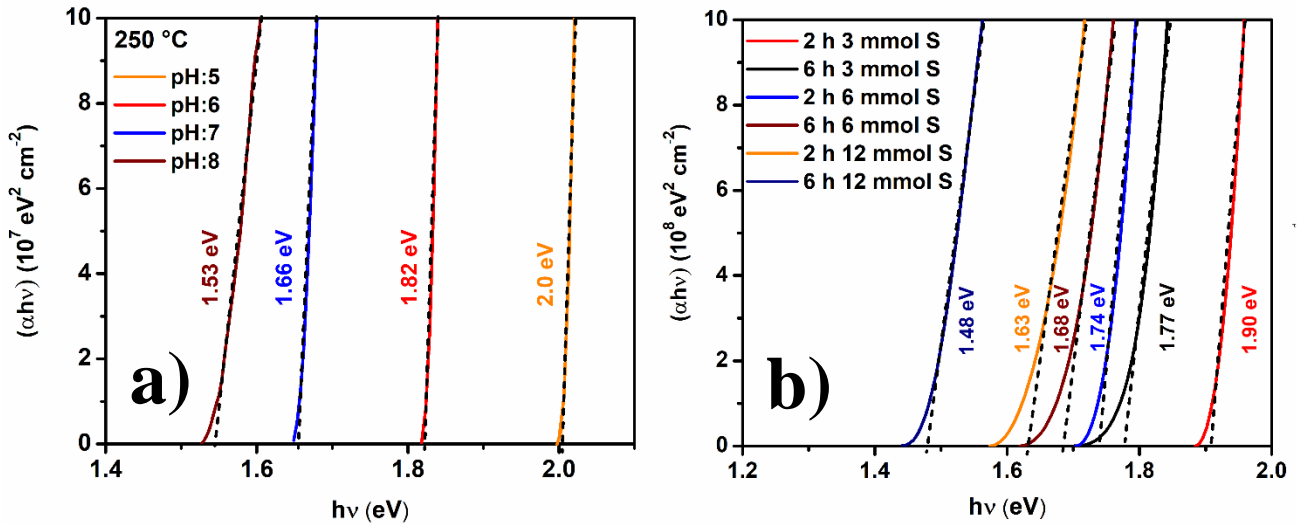 250 °C
pH:5
pH:6
pH:7
pH:8
(αhν) (10⁷ eV² cm⁻²)
10
8
6
4
2
0
1.53 eV
1.66 eV
1.82 eV
2.0 eV
a)
1.4
1.6
1.8
2.0
hν (eV)
2 h 3 mmol S
6 h 3 mmol S
2 h 6 mmol S
6 h 6 mmol S
2 h 12 mmol S
6 h 12 mmol S
(αhν) (10⁸ eV² cm⁻²)
10
8
6
4
2
0
1.48 eV
1.63 eV
1.68 eV
1.74 eV
1.77 eV
1.90 eV
b)
1.2
1.4
1.6
1.8
2.0
hν (eV)